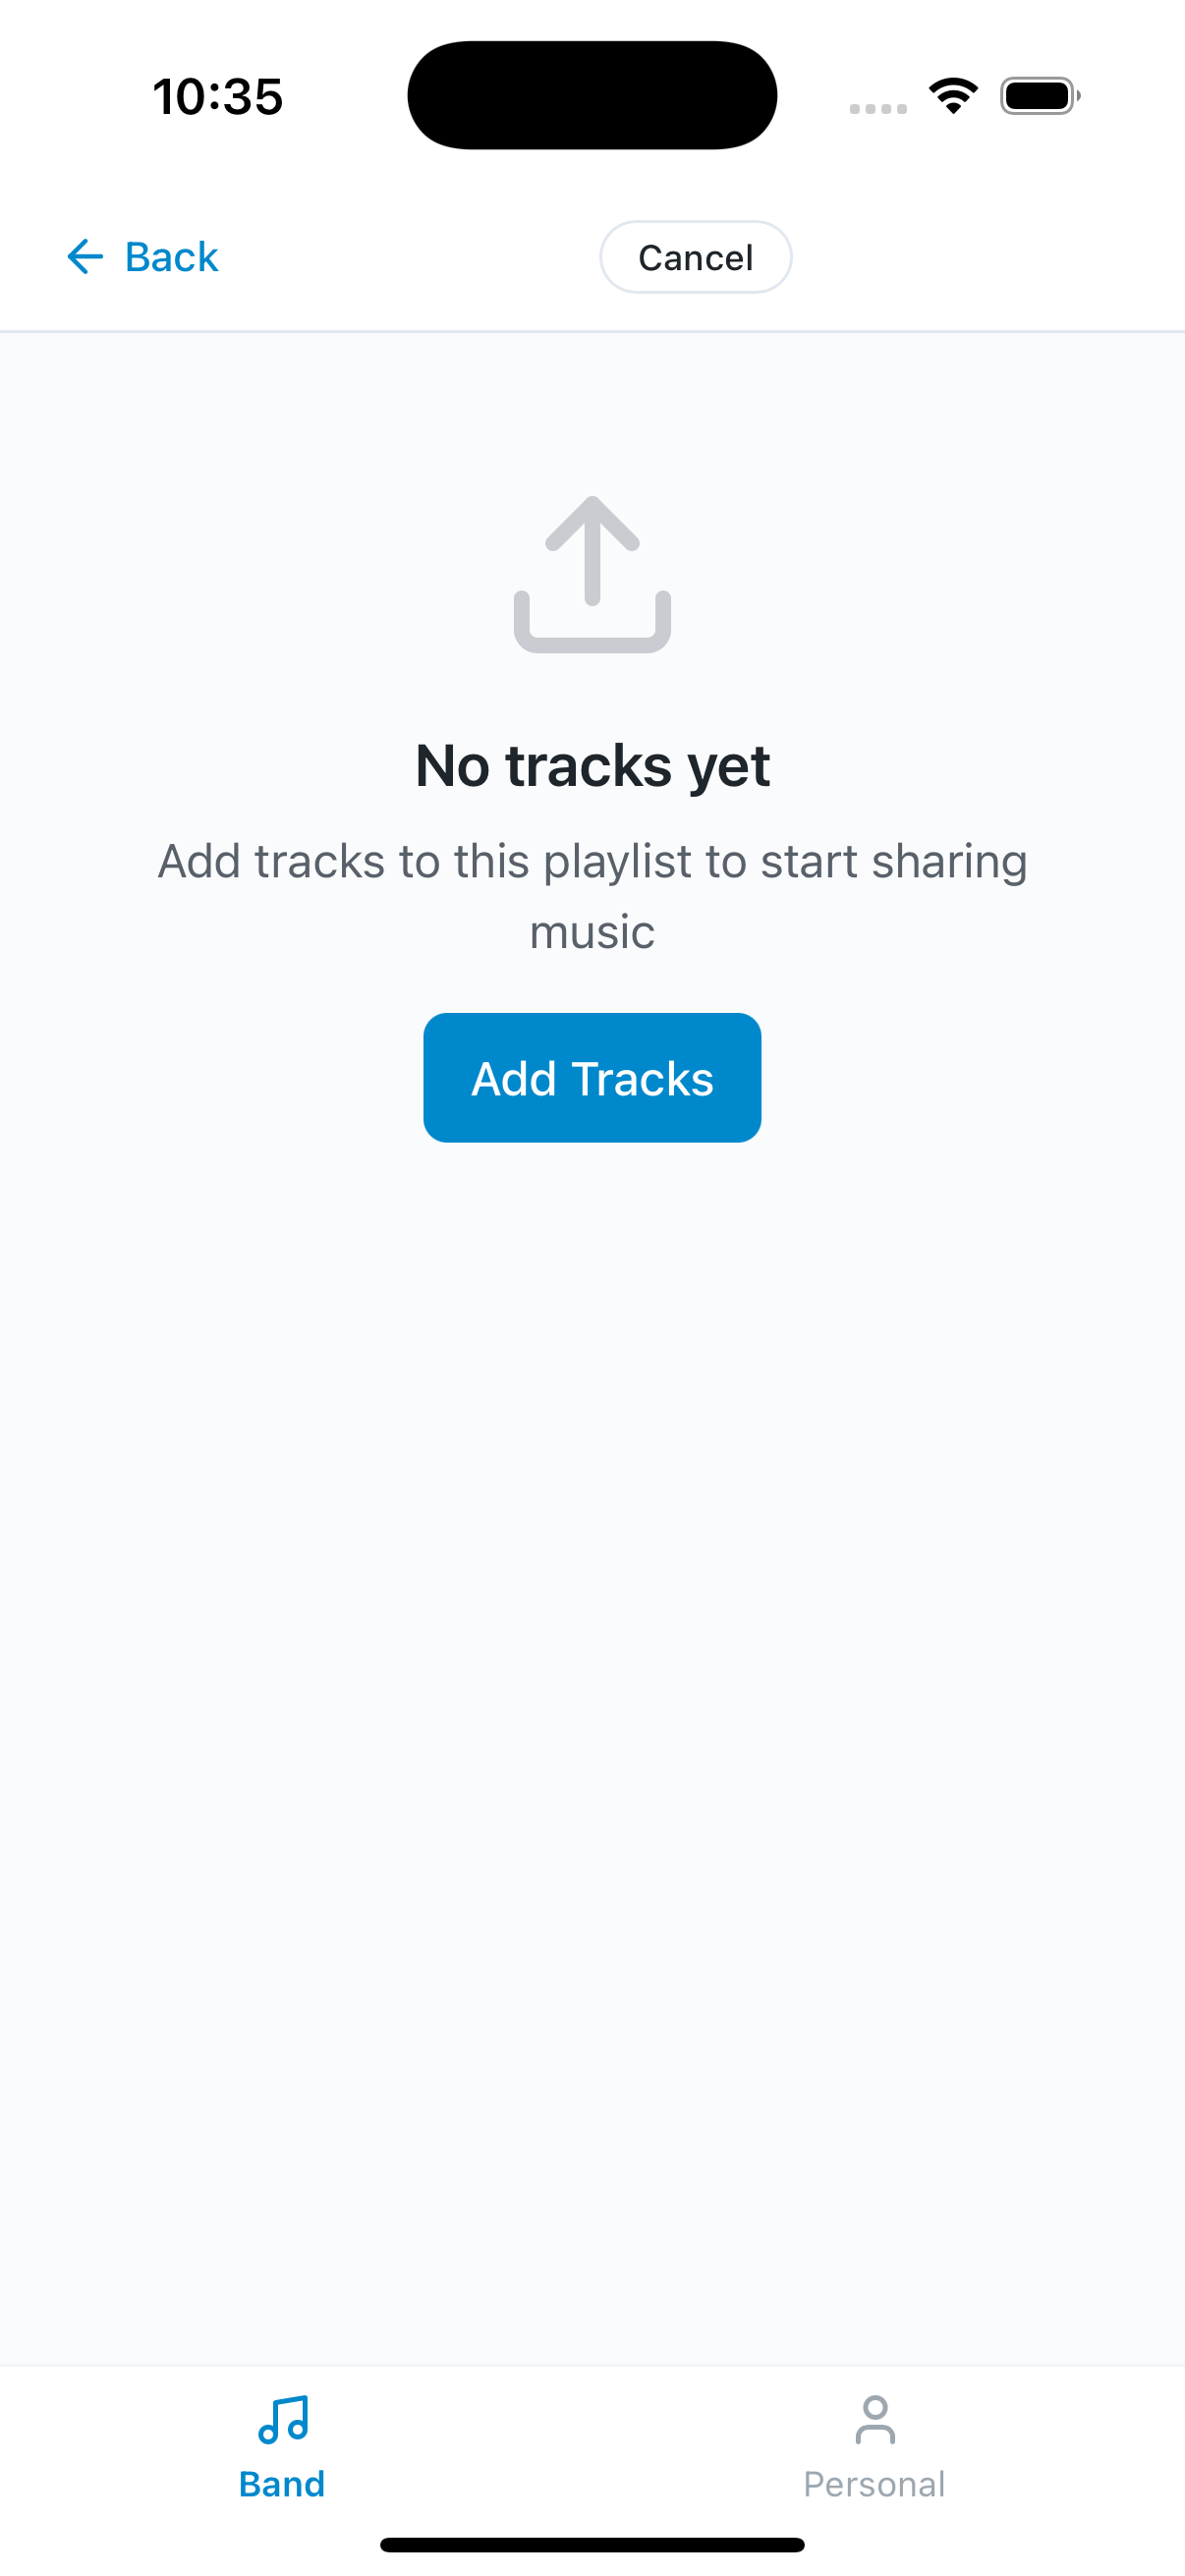 10:35
Back
Cancel
No tracks yet
Add tracks to this playlist to start sharing
music
Add Tracks
Band
Personal